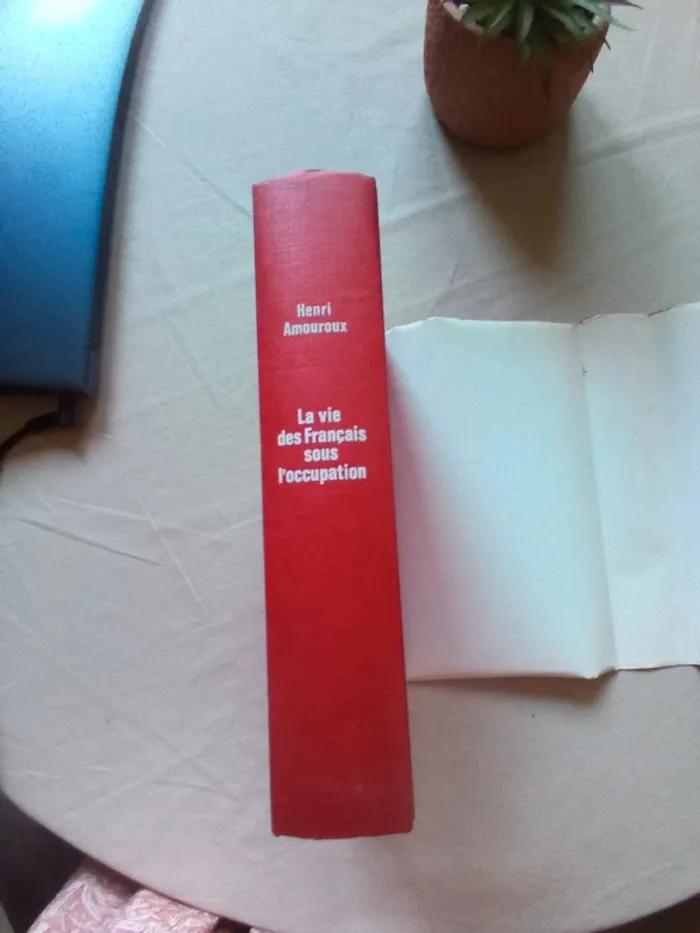 Henri
Amouroux
La vie
des Français
sous
l'occupation